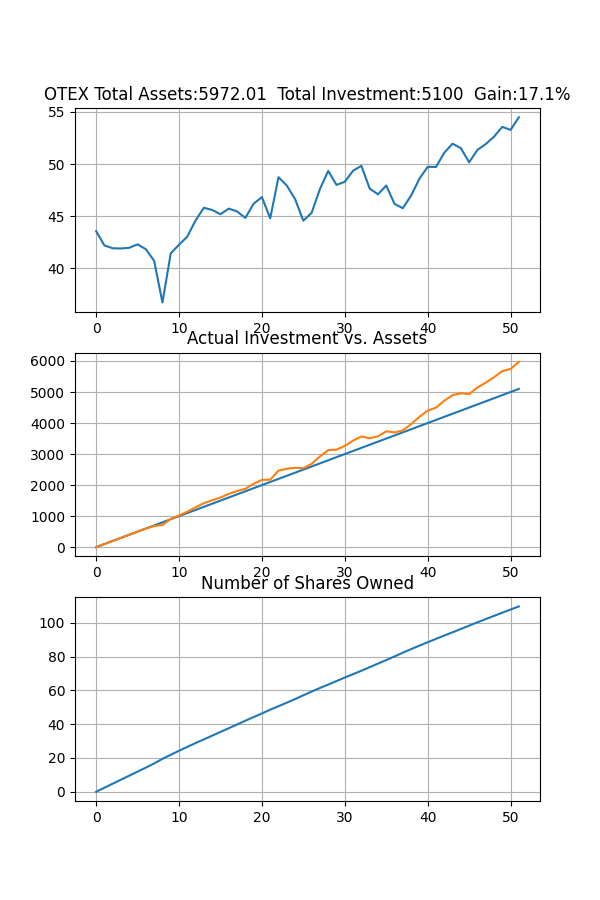 OTEX Total Assets:5972.01  Total Investment:5100  Gain:17.1%
55
50
45
40
0 10 20 30 40 50
Actual Investment vs. Assets
6000
5000
4000
3000
2000
1000
0
0 10 20 30 40 50
Number of Shares Owned
100
80
60
40
20
0
0 10 20 30 40 50